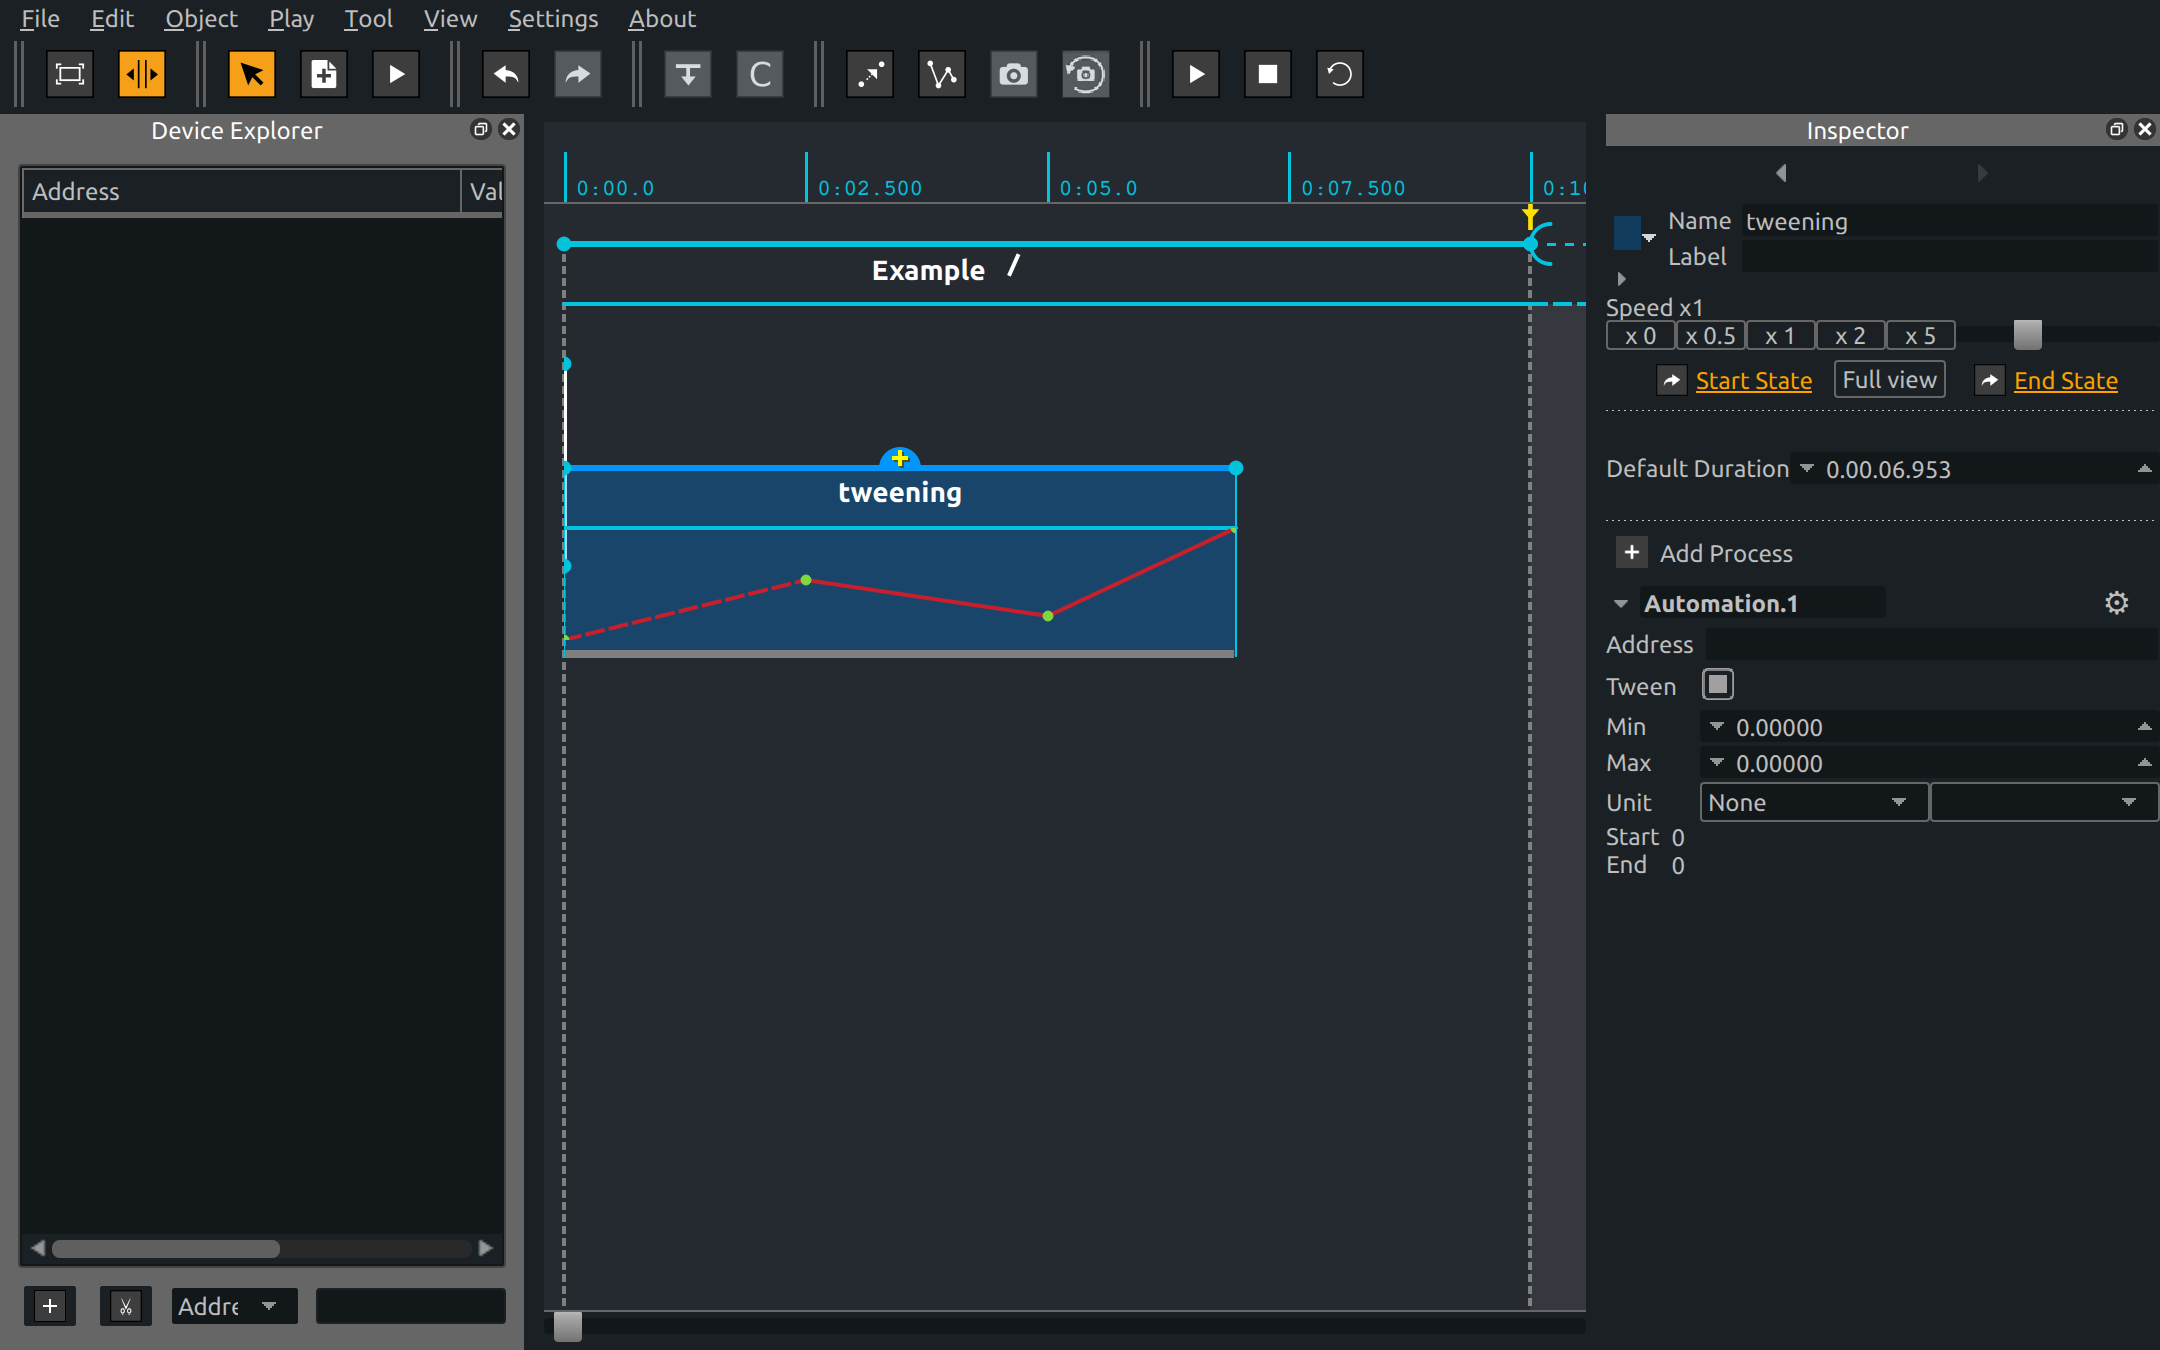 File Edit Object Play Tool View Settings About
C
Device Explorer
Address Val
Addre
0:00.0 0:02.500 0:05.0 0:07.500 0:10
Example /
tweening
Inspector
Name tweening
Label
Speed x1
x 0 x 0.5 x 1 x 2 x 5
Start State Full view End State
Default Duration 0.00.06.953
+ Add Process
Automation.1
Address
Tween
Min 0.00000
Max 0.00000
Unit None
Start 0
End 0